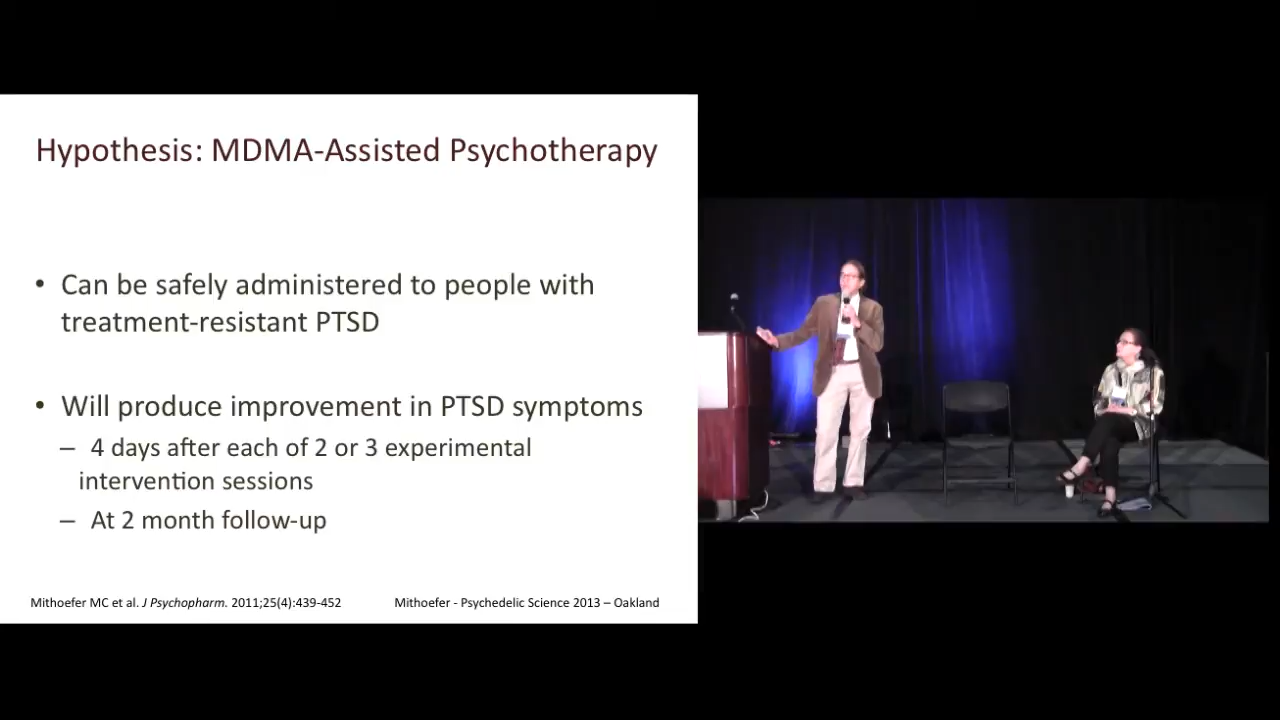 Hypothesis: MDMA-Assisted Psychotherapy
• Can be safely administered to people with
treatment-resistant PTSD
• Will produce improvement in PTSD symptoms
– 4 days after each of 2 or 3 experimental
intervention sessions
– At 2 month follow-up
Mithoefer MC et al. J Psychopharm. 2011;25(4):439-452
Mithoefer - Psychedelic Science 2013 – Oakland